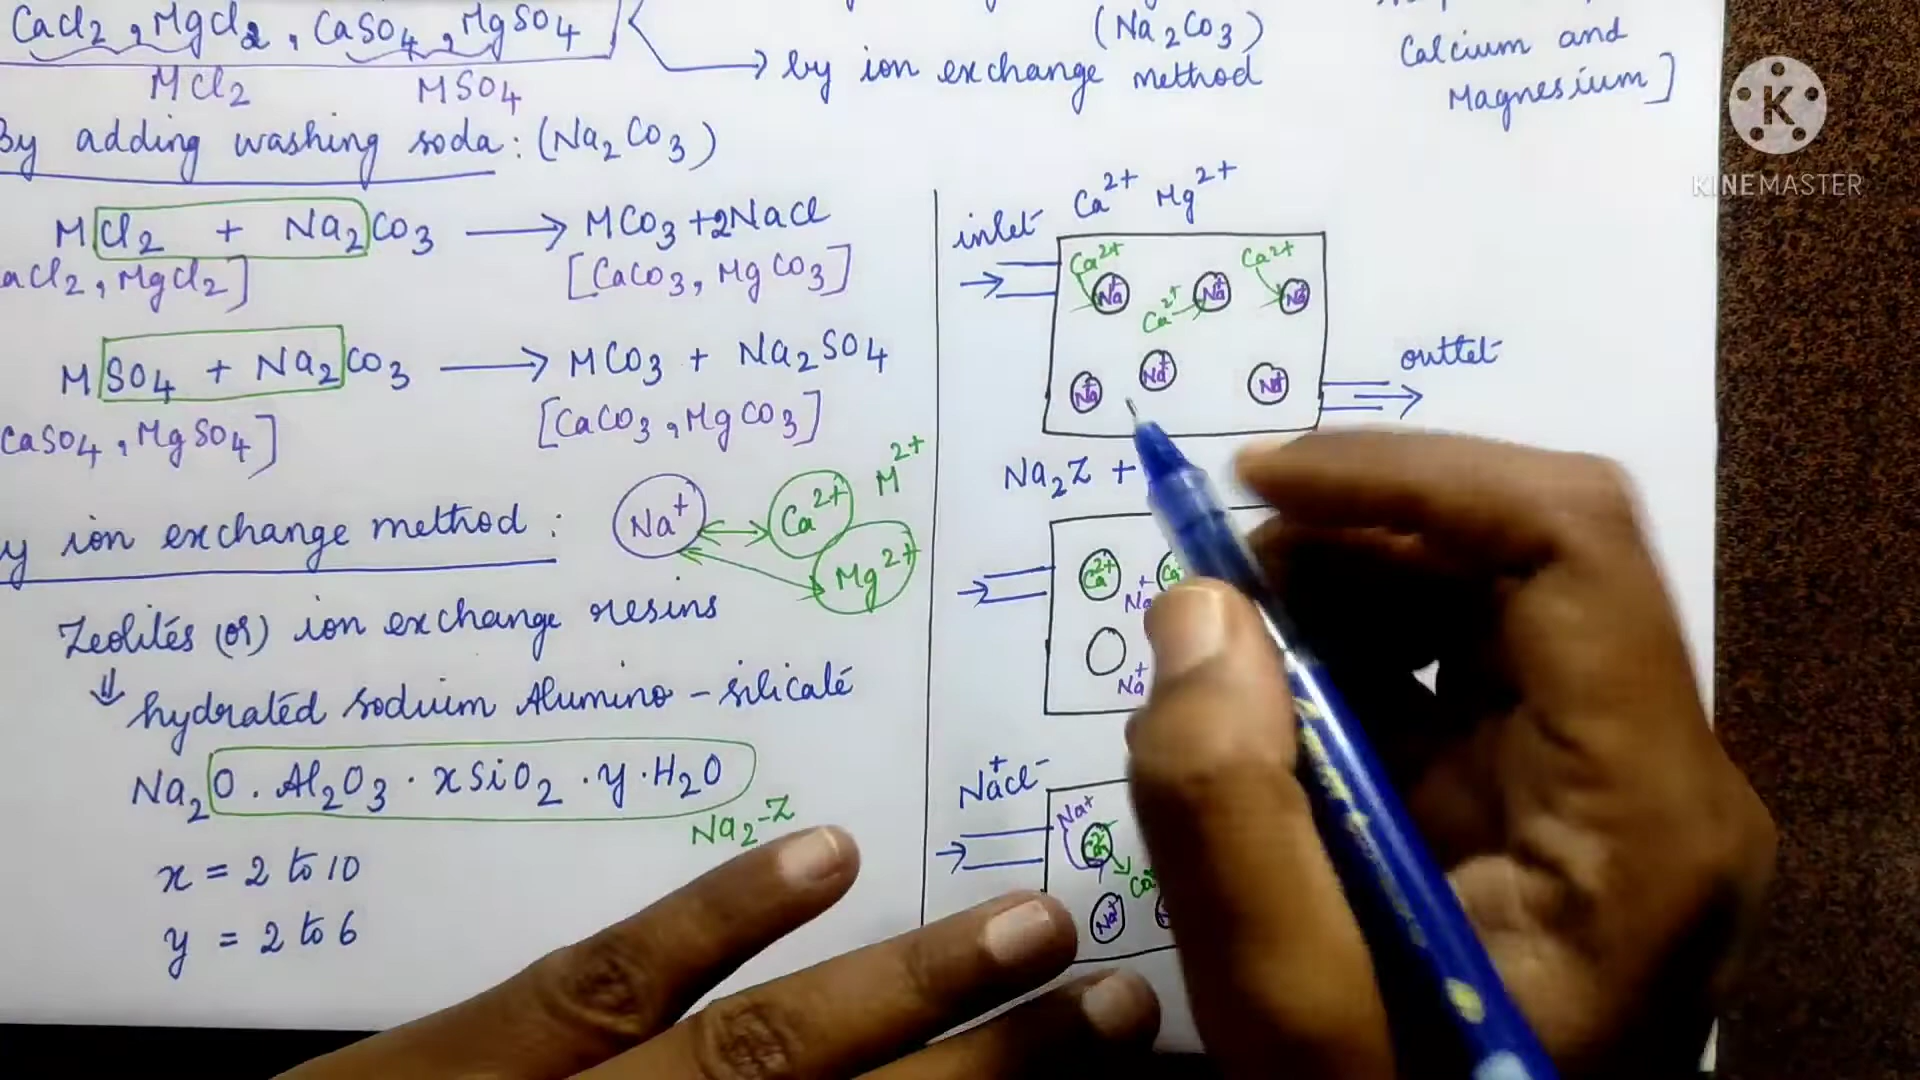 CaCl2, MgCl2, CaSO4, MgSO4
MCl2 MSO4
(Na2Co3)
by ion exchange method
Calcium and
Magnesium]
K
KINEMASTER
By adding washing soda: (Na2Co3)
MCl2 + Na2Co3 → MCo3 + 2NaCl
aCl2, MgCl2] [CaCo3, MgCo3]
MSO4 + Na2Co3 → MCo3 + Na2SO4
CaSO4, MgSO4] [CaCo3, MgCo3]
y ion exchange method :
Na+ Ca2+ M2+
Mg2+
Zeolites (or) ion exchange resins
⇓ hydrated sodium Alumino-silicate
Na2O. Al2O3 · xSiO2 · y·H2O
Na2-Z
x = 2 to 10
y = 2 to 6
Ca2+ Mg2+
inlet
Ca2+ Ca2+
Na+ Na+ Na+
Ca2+
Na+ Na+ Na+
outlet
Na2Z +
Ca2+
Na+
Na+
Na+Cl-
Na+
Ca2+
Na+